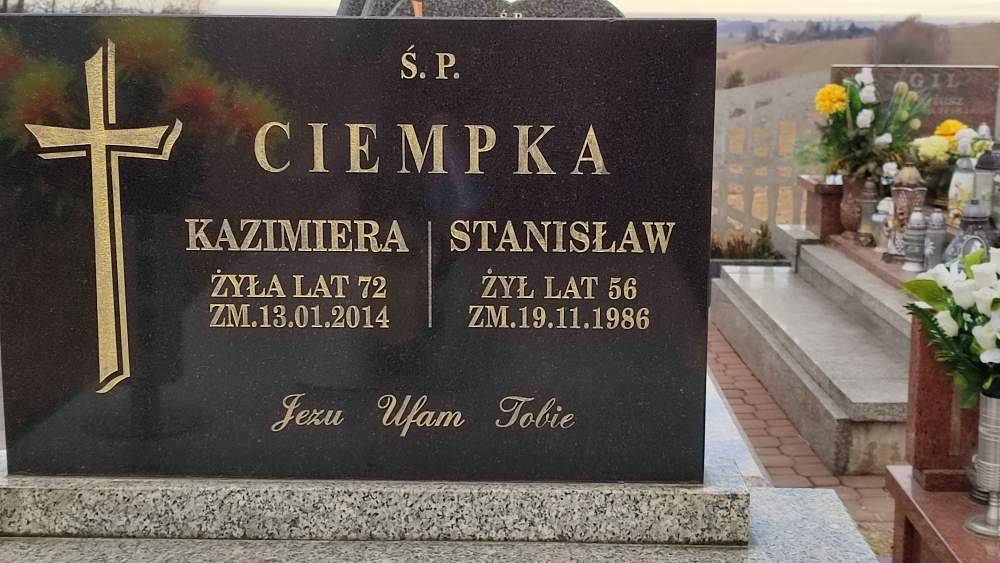 Ś. P.
CIEMPKA
KAZIMIERA
ŻYŁA LAT 72
ZM.13.01.2014
STANISŁAW
ŻYŁ LAT 56
ZM.19.11.1986
Jezu Ufam Tobie
Ś.P.
GIL